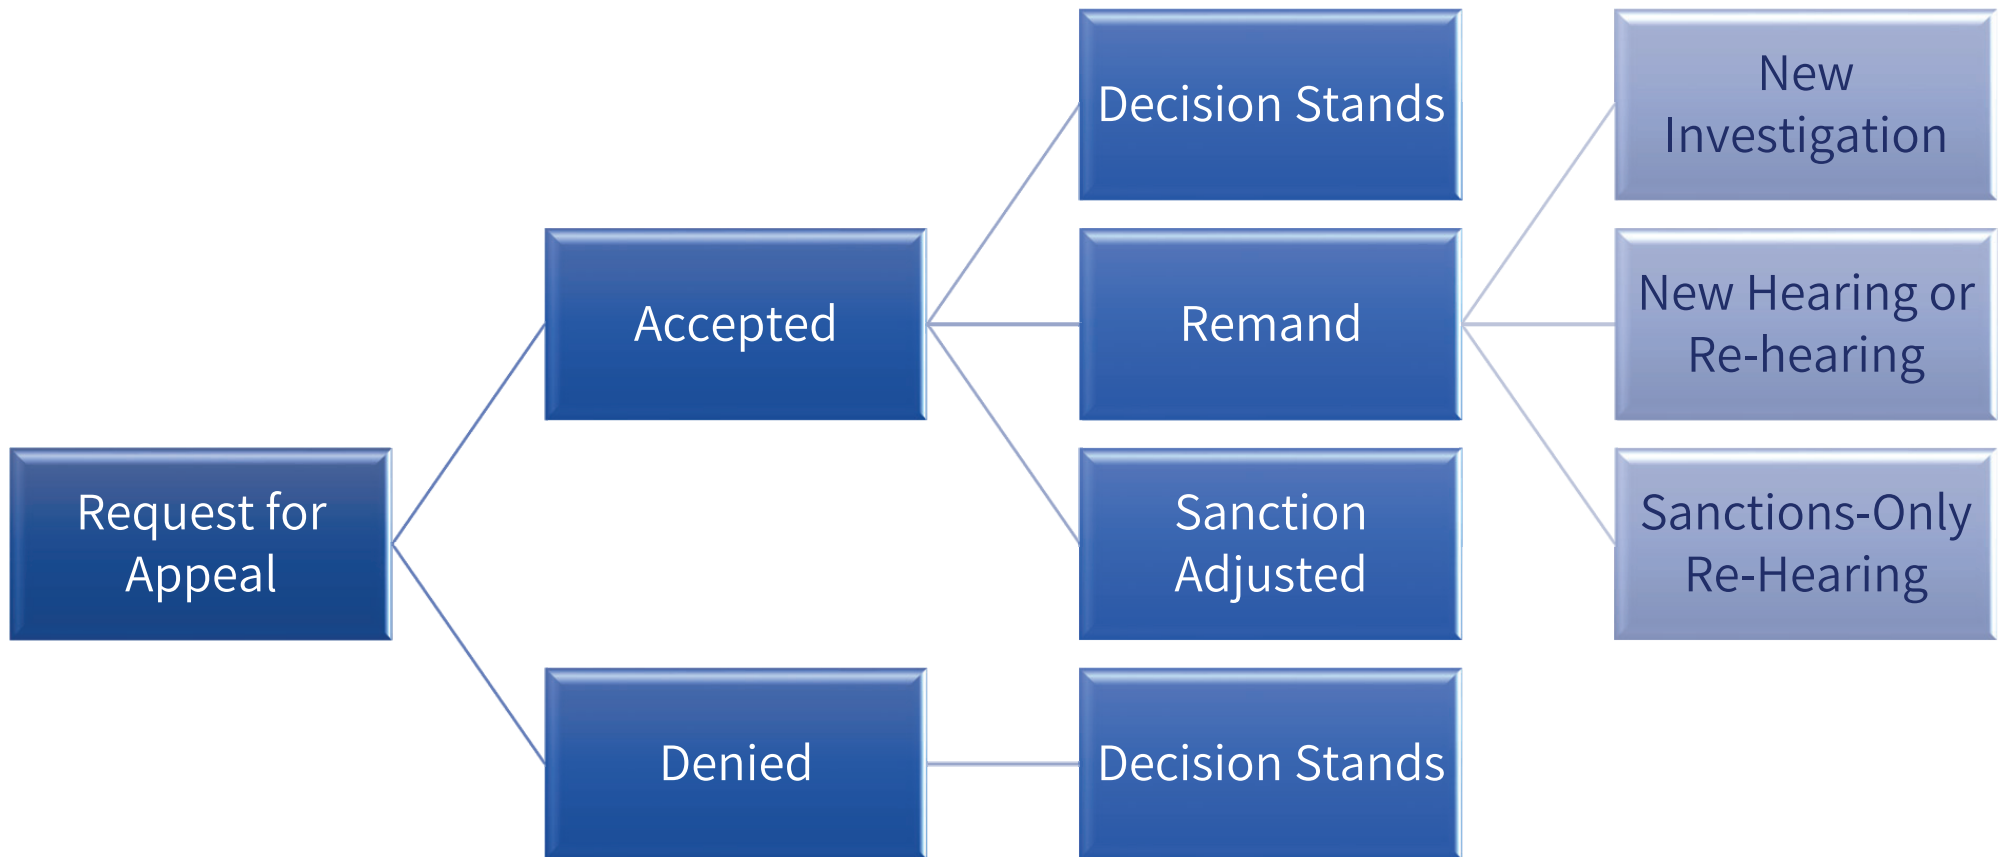 Request for
Appeal
Accepted
Decision Stands
Remand
New
Investigation
New Hearing or
Re-hearing
Sanctions-Only
Re-Hearing
Sanction
Adjusted
Denied
Decision Stands